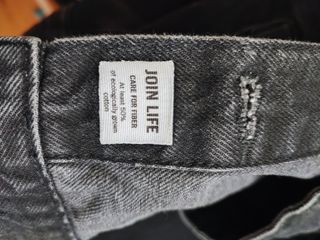 JOIN LIFE
CARE FOR FIBER
At least 50%
of ecologically grown
cotton